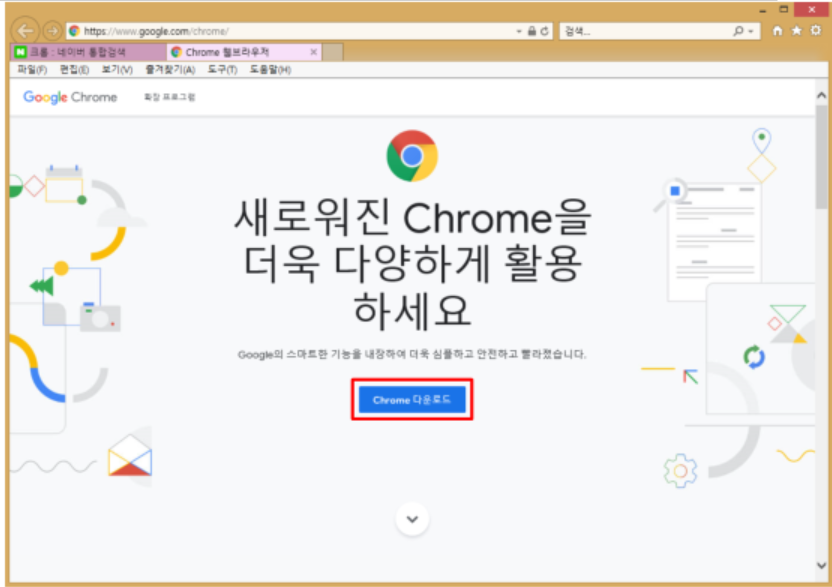 https://www.google.com/chrome/
검색...
크롬 : 네이버 통합검색
Chrome 웹브라우저
파일(F) 편집(E) 보기(V) 즐겨찾기(A) 도구(T) 도움말(H)
Google Chrome
확장 프로그램
새로워진 Chrome을
더욱 다양하게 활용
하세요
Google의 스마트한 기능을 내장하여 더욱 심플하고 안전하고 빨라졌습니다.
Chrome 다운로드